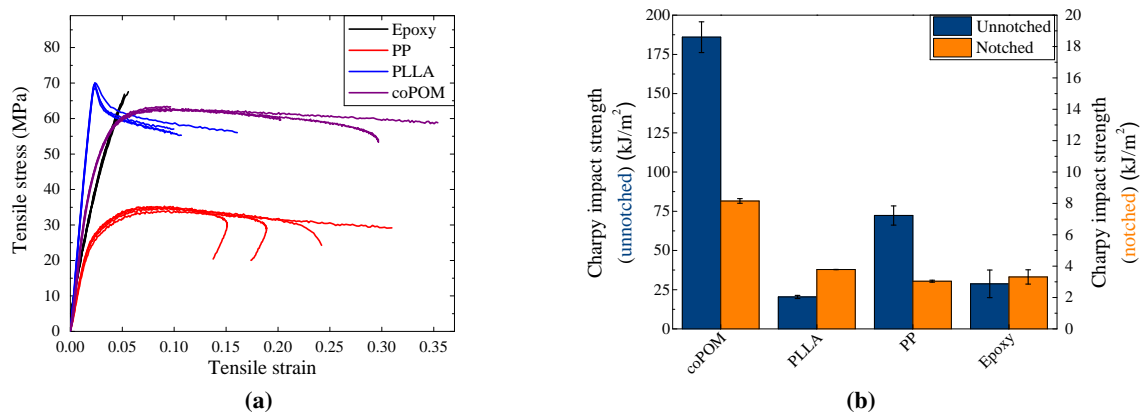 Tensile stress (MPa)
90
80
70
60
50
40
30
20
10
0
0.00 0.05 0.10 0.15 0.20 0.25 0.30 0.35
Tensile strain
Epoxy
PP
PLLA
coPOM
(a)
Charpy impact strength
(unnotched) (kJ/m²)
200
175
150
125
100
75
50
25
0
Unnotched
Notched
coPOM PLLA PP Epoxy
20
18
16
14
12
10
8
6
4
2
0
Charpy impact strength
(notched) (kJ/m²)
(b)